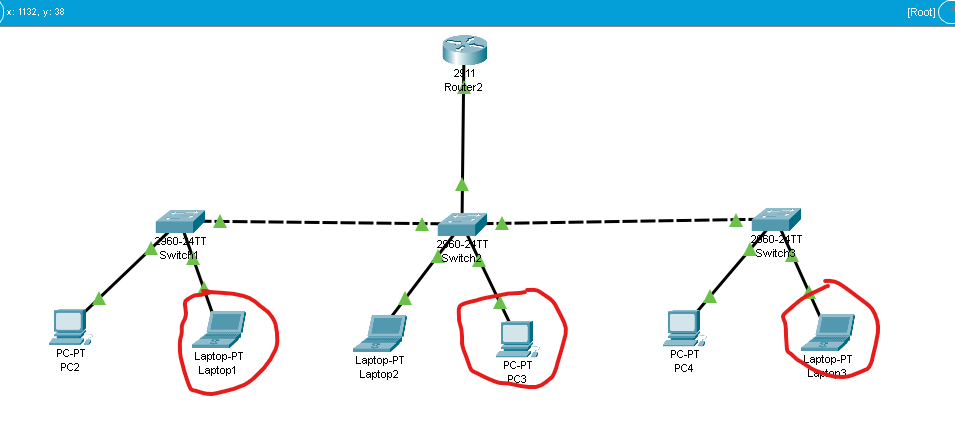 x: 1132, y: 38
[Root]
2911
Router2
2960-24TT
Switch1
2960-24TT
Switch2
2960-24TT
Switch3
PC-PT
PC2
Laptop-PT
Laptop1
Laptop-PT
Laptop2
PC-PT
PC3
PC-PT
PC4
Laptop-PT
Laptop3